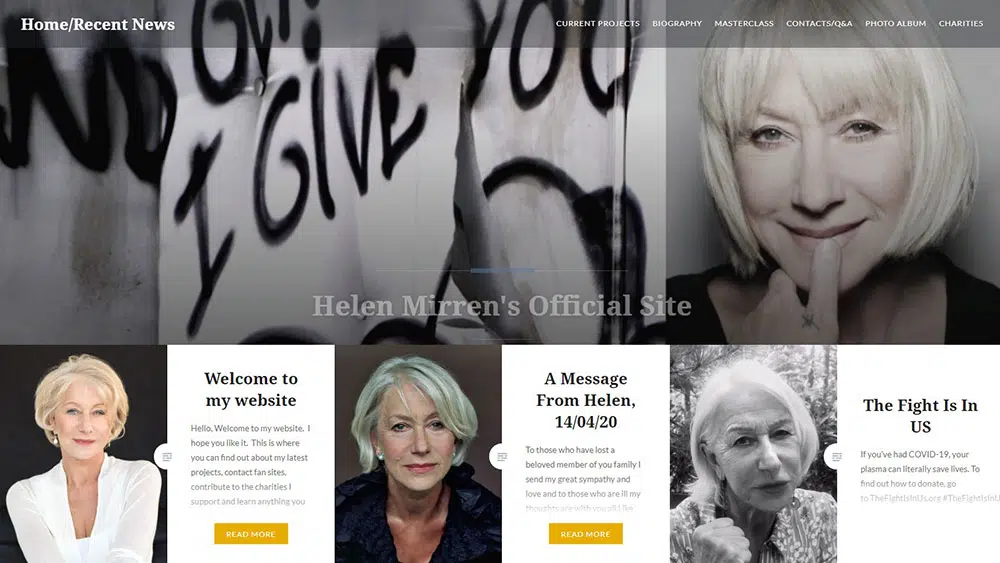 Home/Recent News
CURRENT PROJECTS BIOGRAPHY MASTERCLASS CONTACTS/Q&A PHOTO ALBUM CHARITIES
I GIVE YOU
Helen Mirren's Official Site
Welcome to
my website
Hello, Welcome to my website. I
hope you like it. This is where
you can find out about my latest
projects, contact fan sites,
contribute to the charities I
support and learn anything you
READ MORE
A Message
From Helen,
14/04/20
To those who have lost a
beloved member of you family I
send my great sympathy and
love and to those who are ill my
thoughts are with you all I like
READ MORE
The Fight Is In
US
If you've had COVID-19, your
plasma can literally save lives. To
find out how to donate, go
to TheFightIsInUs.org #TheFightIsInU